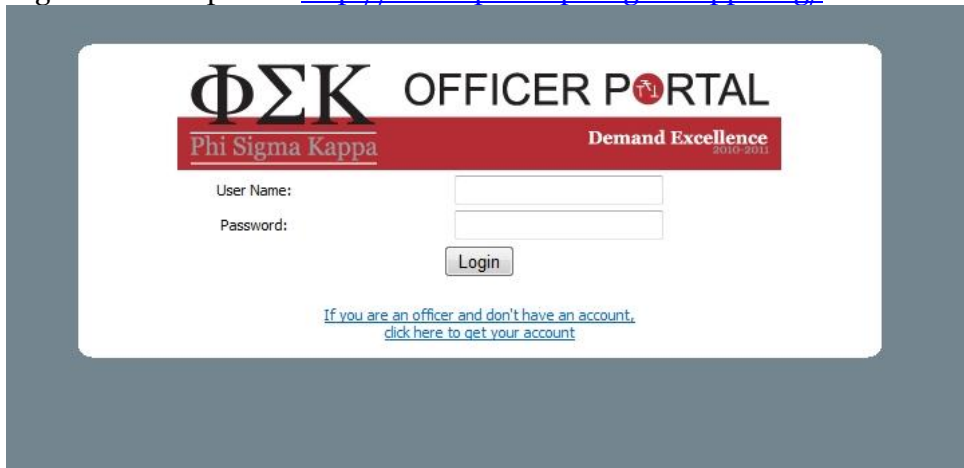 ΦΣΚ OFFICER PORTAL
Phi Sigma Kappa
Demand Excellence
2010-2011
User Name:
Password:
Login
If you are an officer and don't have an account,
click here to get your account